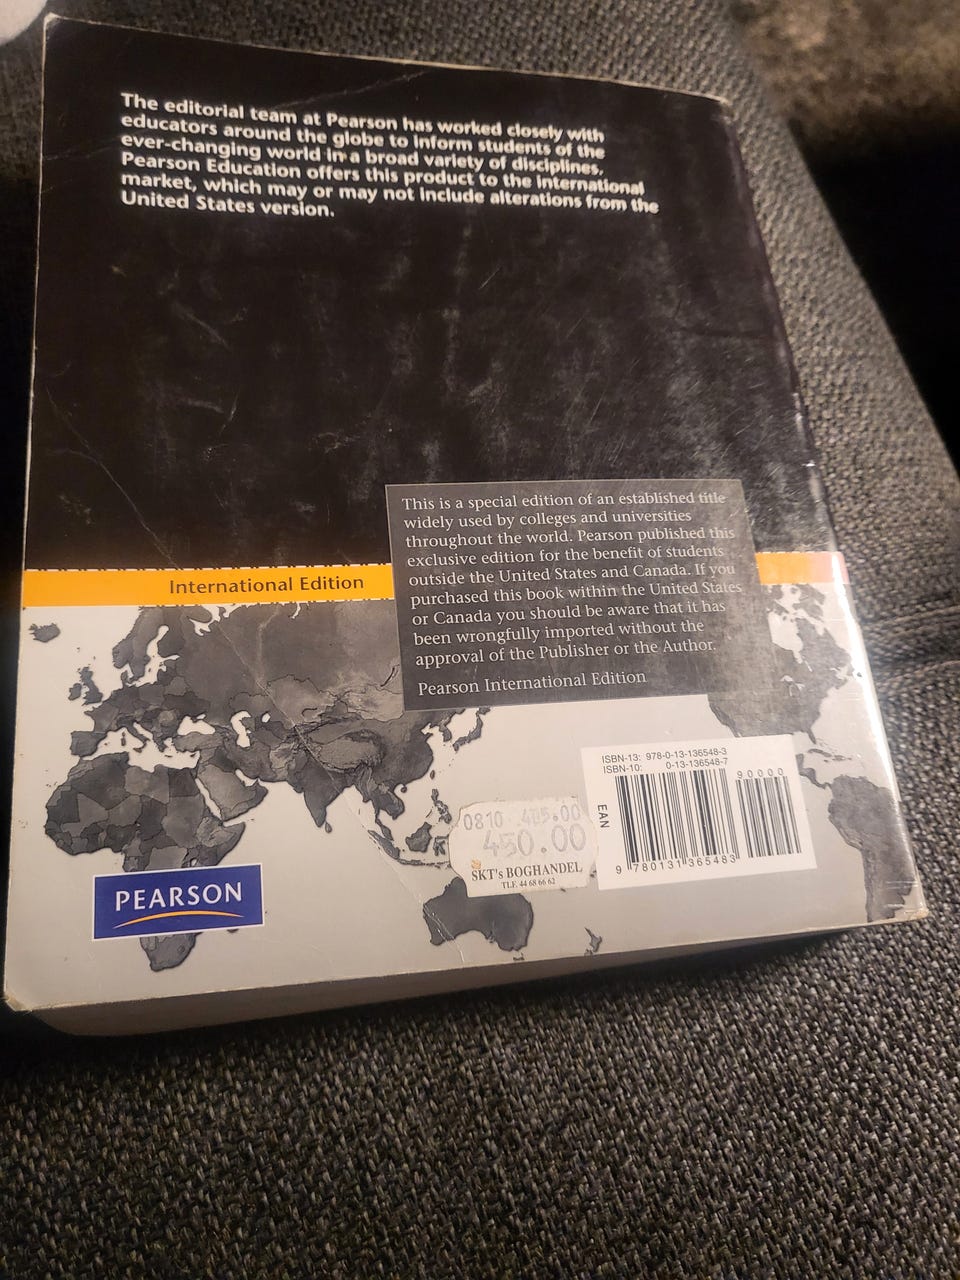 The editorial team at Pearson has worked closely with
educators around the globe to inform students of the
ever-changing world in a broad variety of disciplines.
Pearson Education offers this product to the international
market, which may or may not include alterations from the
United States version.
This is a special edition of an established title
widely used by colleges and universities
throughout the world. Pearson published this
exclusive edition for the benefit of students
outside the United States and Canada. If you
purchased this book within the United States
or Canada you should be aware that it has
been wrongfully imported without the
approval of the Publisher or the Author.
Pearson International Edition
International Edition
ISBN-13: 978-0-13-136548-3
ISBN-10: 0-13-136548-7
90000
EAN
9 780131 365483
0810
450.00
SKT's BOGHANDEL
TLF. 44 68 66 62
PEARSON